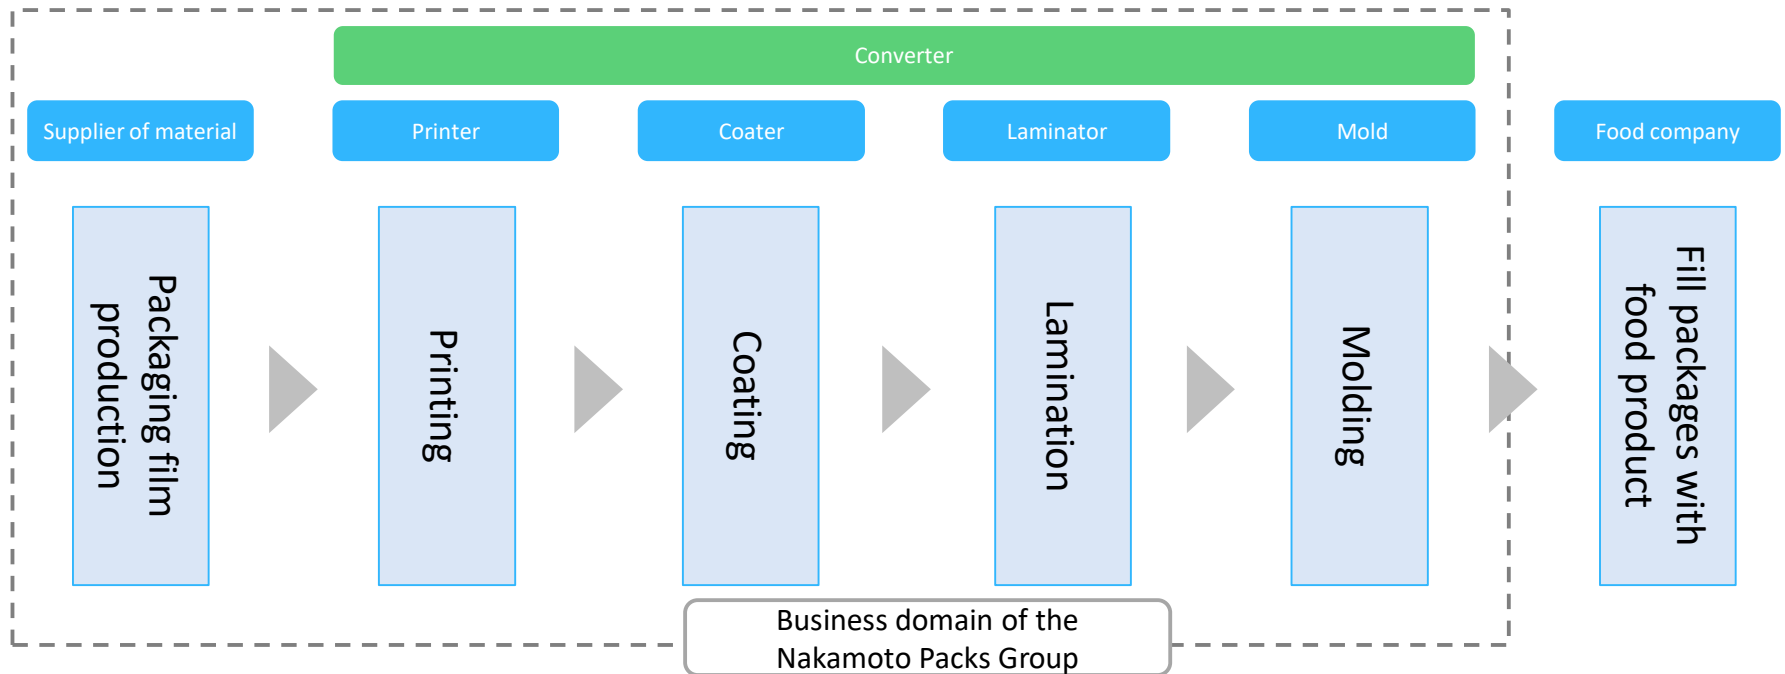 Converter
Supplier of material
Printer
Coater
Laminator
Mold
Food company
Packaging film
production
Printing
Coating
Lamination
Molding
Fill packages with
food product
Business domain of the
Nakamoto Packs Group